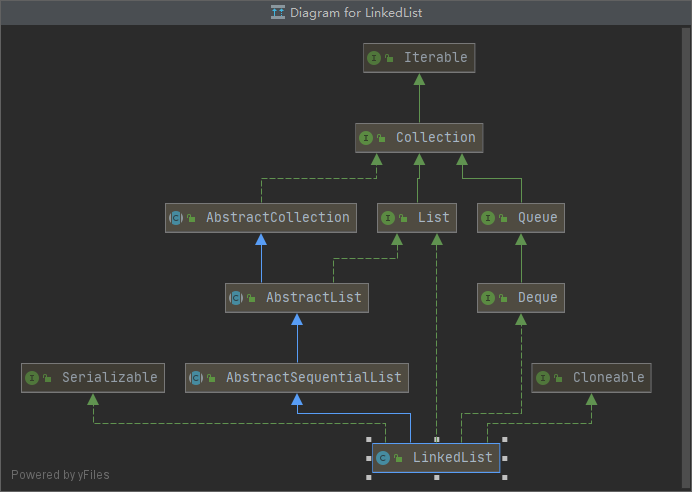 Diagram for LinkedList
I Iterable
I Collection
C AbstractCollection
I List
I Queue
C AbstractList
I Deque
I Serializable
C AbstractSequentialList
I Cloneable
C LinkedList
Powered by yFiles